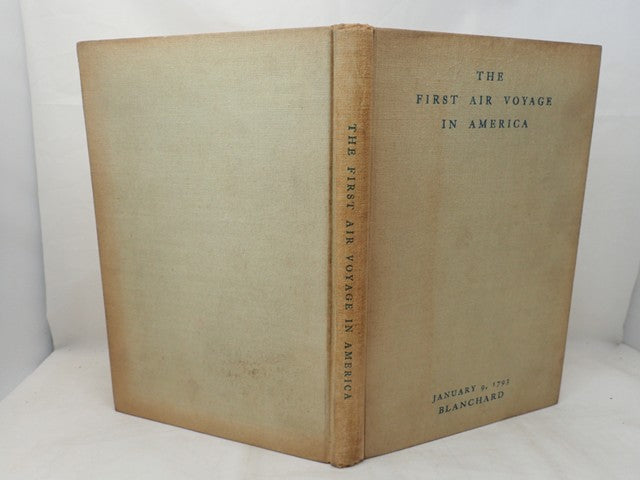 THE FIRST AIR VOYAGE IN AMERICA
THE
FIRST AIR VOYAGE
IN AMERICA
JANUARY 9, 1793
BLANCHARD